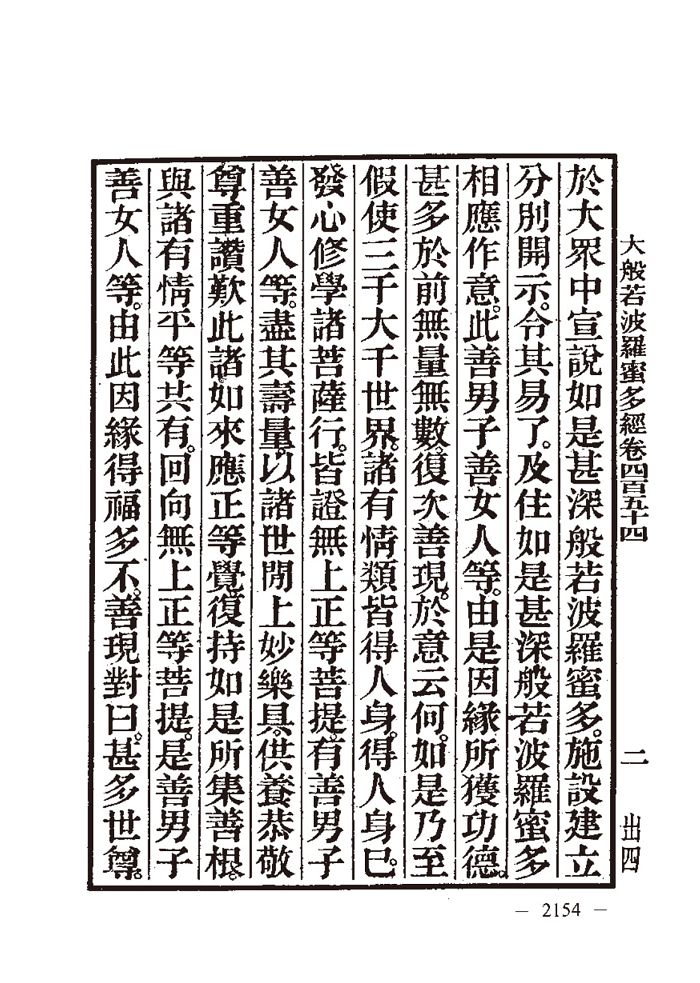 大般若波羅蜜多經卷四百五十四　二　出四
於大眾中宣說如是甚深般若波羅蜜多。施設建立
分別開示。令其易了。及住如是甚深般若波羅蜜多
相應作意。此善男子善女人等。由是因緣所獲功德。
甚多於前無量無數。復次善現。於意云何。如是乃至
假使三千大千世界。諸有情類皆得人身。得人身已。
發心修學諸菩薩行。皆證無上正等菩提。有善男子
善女人等。盡其壽量。以諸世閒上妙樂具。供養恭敬
尊重讚歎此諸如來應正等覺。復持如是所集善根。
與諸有情平等共有。回向無上正等菩提。是善男子
善女人等。由此因緣得福多不。善現對曰。甚多世尊。
— 2154 —